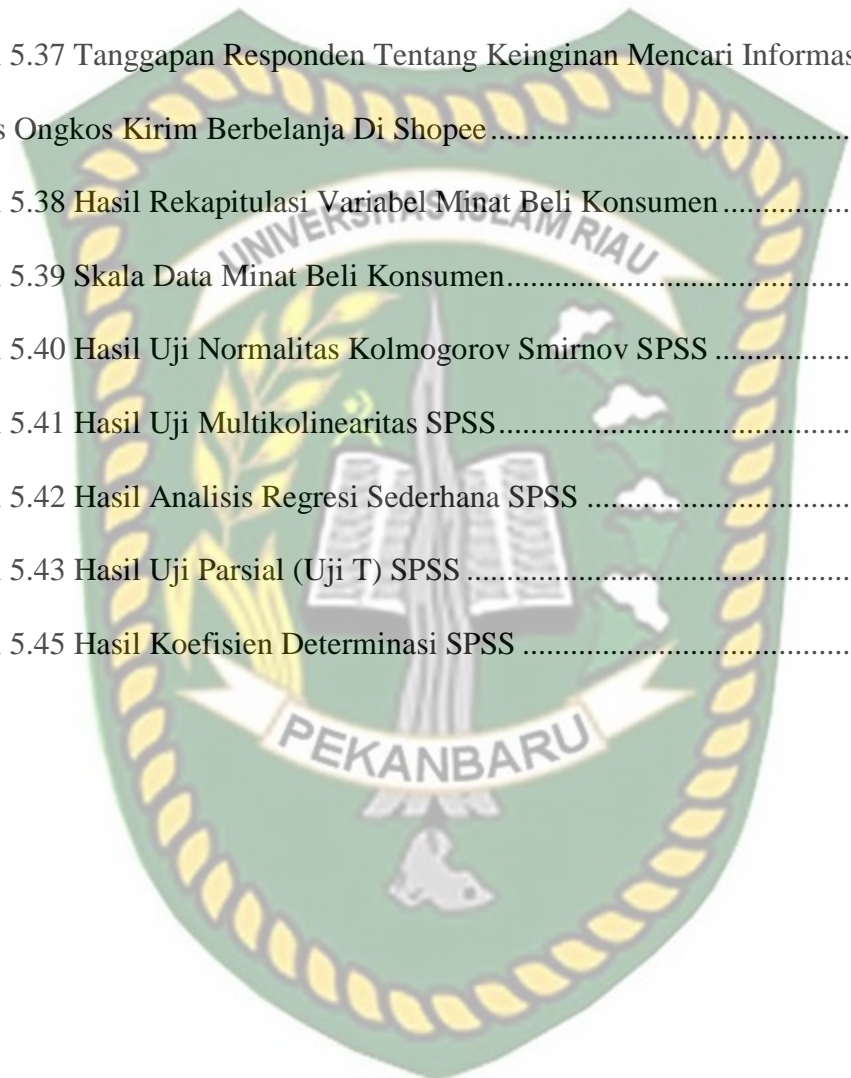 5.37 Tanggapan Responden Tentang Keinginan Mencari Informas
s Ongkos Kirim Berbelanja Di Shopee..............................................
5.38 Hasil Rekapitulasi Variabel Minat Beli Konsumen................
UNIVERSITAS ISLAM RIAU
5.39 Skala Data Minat Beli Konsumen...........................................
5.40 Hasil Uji Normalitas Kolmogorov Smirnov SPSS .................
5.41 Hasil Uji Multikolinearitas SPSS............................................
5.42 Hasil Analisis Regresi Sederhana SPSS .................................
5.43 Hasil Uji Parsial (Uji T) SPSS ................................................
5.45 Hasil Koefisien Determinasi SPSS .........................................
PEKANBARU